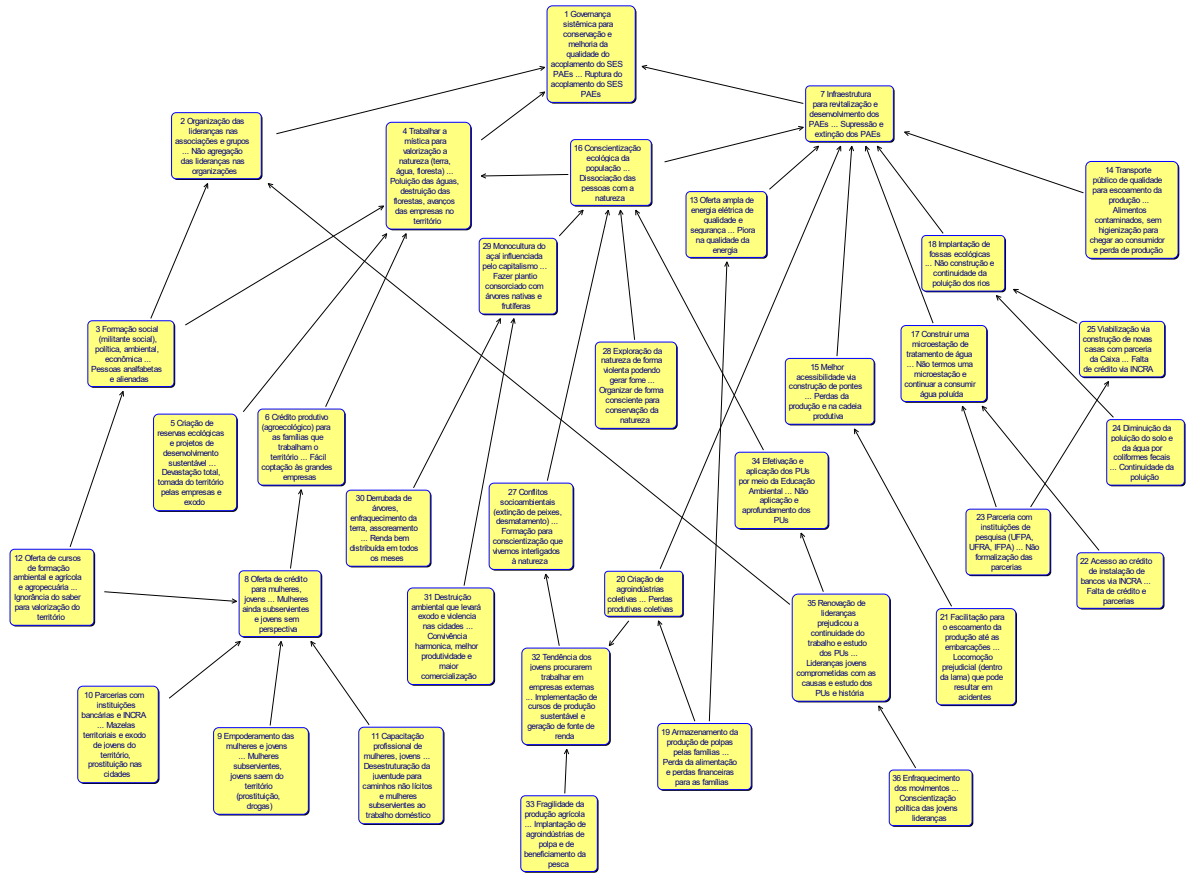 1 Governança
sistêmica para
conservação e
melhoria da
qualidade do
acoplamento do SES
PAEs ... Ruptura do
acoplamento do SES
PAEs
7 Infraestrutura
para revitalização e
desenvolvimento dos
PAEs ... Supressão e
extinção dos PAEs
2 Organização das
lideranças nas
associações e grupos
... Não agregação
das lideranças nas
organizações
4 Trabalhar a
mística para
valorização a
natureza (terra,
água, floresta) ...
Poluição das águas,
destruição das
florestas, avanços
das empresas no
território
16 Conscientização
ecológica da
população ...
Dissociação das
pessoas com a
natureza
14 Transporte
público de qualidade
para escoamento da
produção ...
Alimentos
contaminados, sem
higienização para
chegar ao consumidor
e perda de produção
13 Oferta ampla de
energia elétrica de
qualidade e
segurança ... Piora
na qualidade da
energia
29 Monocultura do
açaí influenciada
pelo capitalismo ...
Fazer plantio
consorciado com
árvores nativas e
frutíferas
18 Implantação de
fossas ecológicas
... Não construção e
continuidade da
poluição dos rios
3 Formação social
(militante social),
política, ambiental,
econômica ...
Pessoas analfabetas
e alienadas
28 Exploração da
natureza de forma
violenta podendo
gerar fome ...
Organizar de forma
consciente para
conservação da
natureza
15 Melhor
acessibilidade via
construção de pontes
... Perdas da
produção e na cadeia
produtiva
17 Construir uma
microestação de
tratamento de água
... Não termos uma
microestação e
continuar a consumir
água poluída
25 Viabilização via
construção de novas
casas com parceria
da Caixa ... Falta
de crédito via INCRA
5 Criação de
reservas ecológicas
e projetos de
desenvolvimento
sustentável ...
Devastação total,
tomada do território
pelas empresas e
exodo
6 Crédito produtivo
(agroecológico) para
as famílias que
trabalham o
território ... Fácil
coptação às grandes
empresas
24 Diminuição da
poluição do solo e
da água por
coliformes fecais
... Continuidade da
poluição
30 Derrubada de
árvores,
enfraquecimento da
terra, assoreamento
... Renda bem
distribuída em todos
os meses
27 Conflitos
socioambientais
(extinção de peixes,
desmatamento) ...
Formação para
conscientização que
vivemos interligados
à natureza
34 Efetivação e
aplicação dos PUs
por meio da Educação
Ambiental ... Não
aplicação e
aprofundamento dos
PUs
23 Parceria com
instituições de
pesquisa (UFPA,
UFRA, IFPA) ... Não
formalização das
parcerias
22 Acesso ao crédito
de instalação de
bancos via INCRA ...
Falta de crédito e
parcerias
12 Oferta de cursos
de formação
ambiental e agrícola
e agropecuária ...
Ignorância do saber
para valorização do
território
8 Oferta de crédito
para mulheres,
jovens ... Mulheres
ainda subservientes
e jovens sem
perspectiva
31 Destruição
ambiental que levará
exodo e violencia
nas cidades ...
Convivência
harmonica, melhor
produtividade e
maior
comercialização
20 Criação de
agroindústrias
coletivas ... Perdas
produtivas coletivas
35 Renovação de
lideranças
prejudicou a
continuidade do
trabalho e estudo
dos PUs ...
Lideranças jovens
comprometidas com as
causas e estudo dos
PUs e história
21 Facilitação para
o escoamento da
produção até as
embarcações ...
Locomoção
prejudicial (dentro
da lama) que pode
resultar em
acidentes
32 Tendência dos
jovens procurarem
trabalhar em
empresas externas
... Implementação de
cursos de produção
sustentável e
geração de fonte de
renda
10 Parcerias com
instituições
bancárias e INCRA
... Mazelas
territoriais e exodo
de jovens do
território,
prostituição nas
cidades
9 Empoderamento das
mulheres e jovens
... Mulheres
subservientes,
jovens saem do
território
(prostituição,
drogas)
11 Capacitação
profissional de
mulheres, jovens ...
Desestruturação da
juventude para
caminhos não lícitos
e mulheres
subservientes ao
trabalho doméstico
19 Armazenamento da
produção de polpas
pelas famílias ...
Perda da alimentação
e perdas financeiras
para as famílias
36 Enfraquecimento
dos movimentos ...
Conscientização
política das jovens
lideranças
33 Fragilidade da
produção agrícola
... Implantação de
agroindústrias de
polpa e de
beneficiamento da
pesca